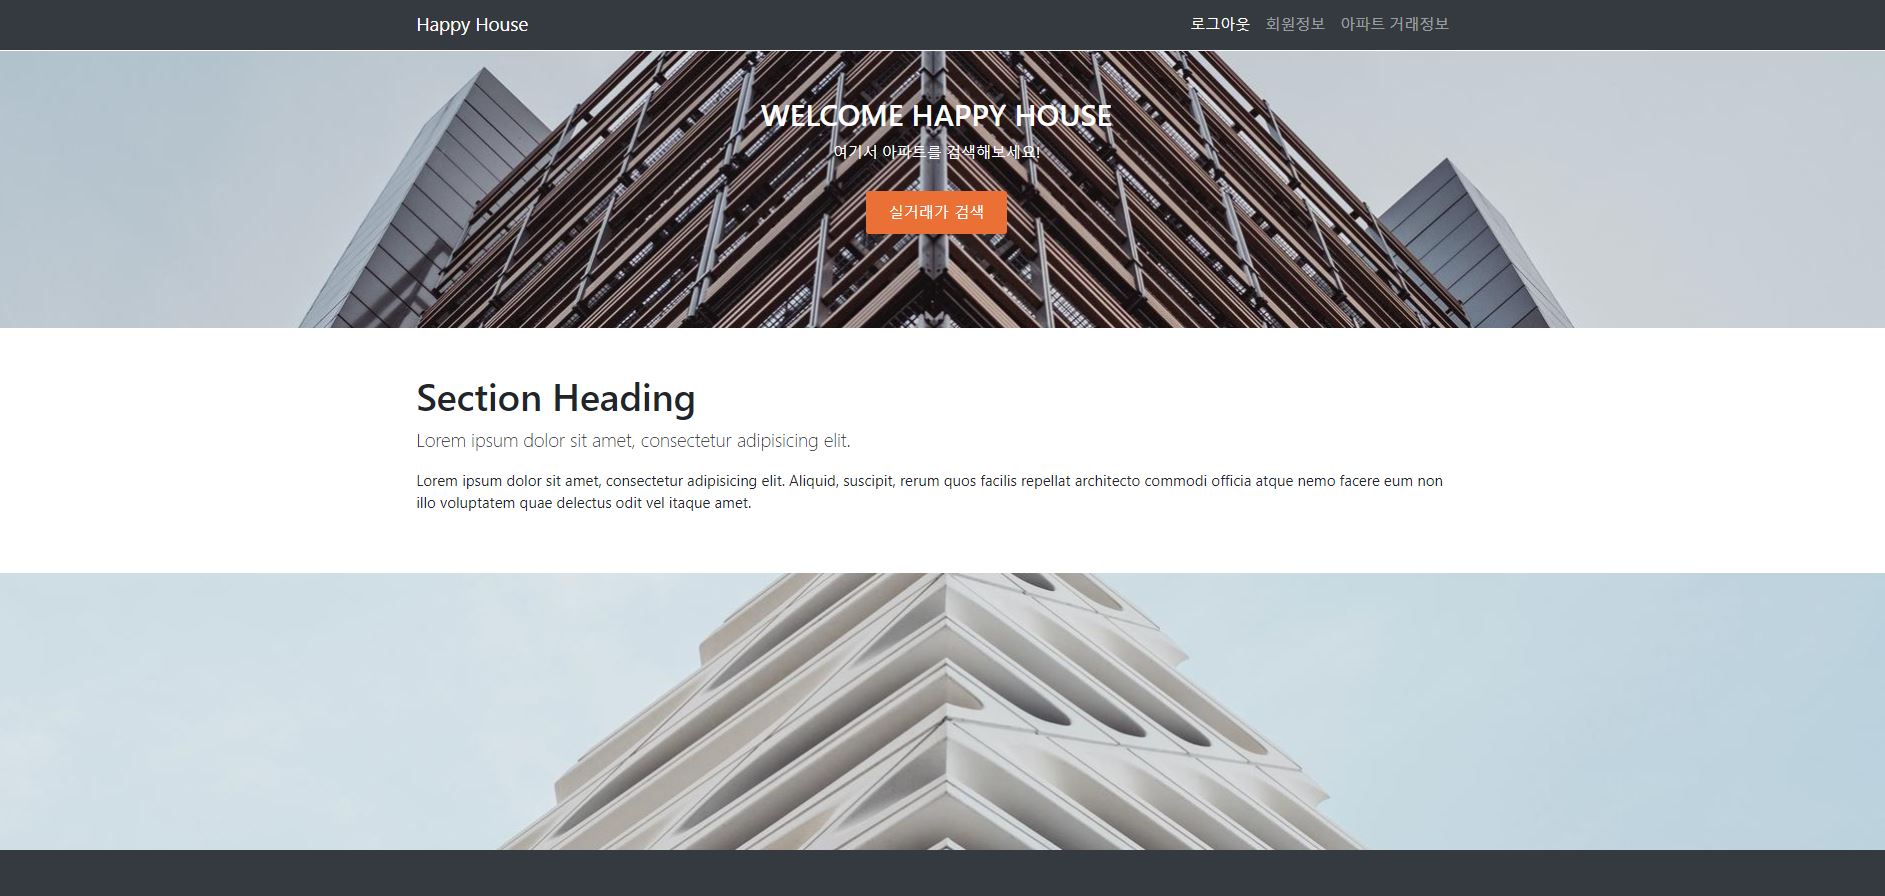 Happy House
로그아웃 회원정보 아파트 거래정보
WELCOME HAPPY HOUSE
여기서 아파트를 검색해보세요!
실거래가 검색
Section Heading
Lorem ipsum dolor sit amet, consectetur adipisicing elit.
Lorem ipsum dolor sit amet, consectetur adipisicing elit. Aliquid, suscipit, rerum quos facilis repellat architecto commodi officia atque nemo facere eum non
illo voluptatem quae delectus odit vel itaque amet.